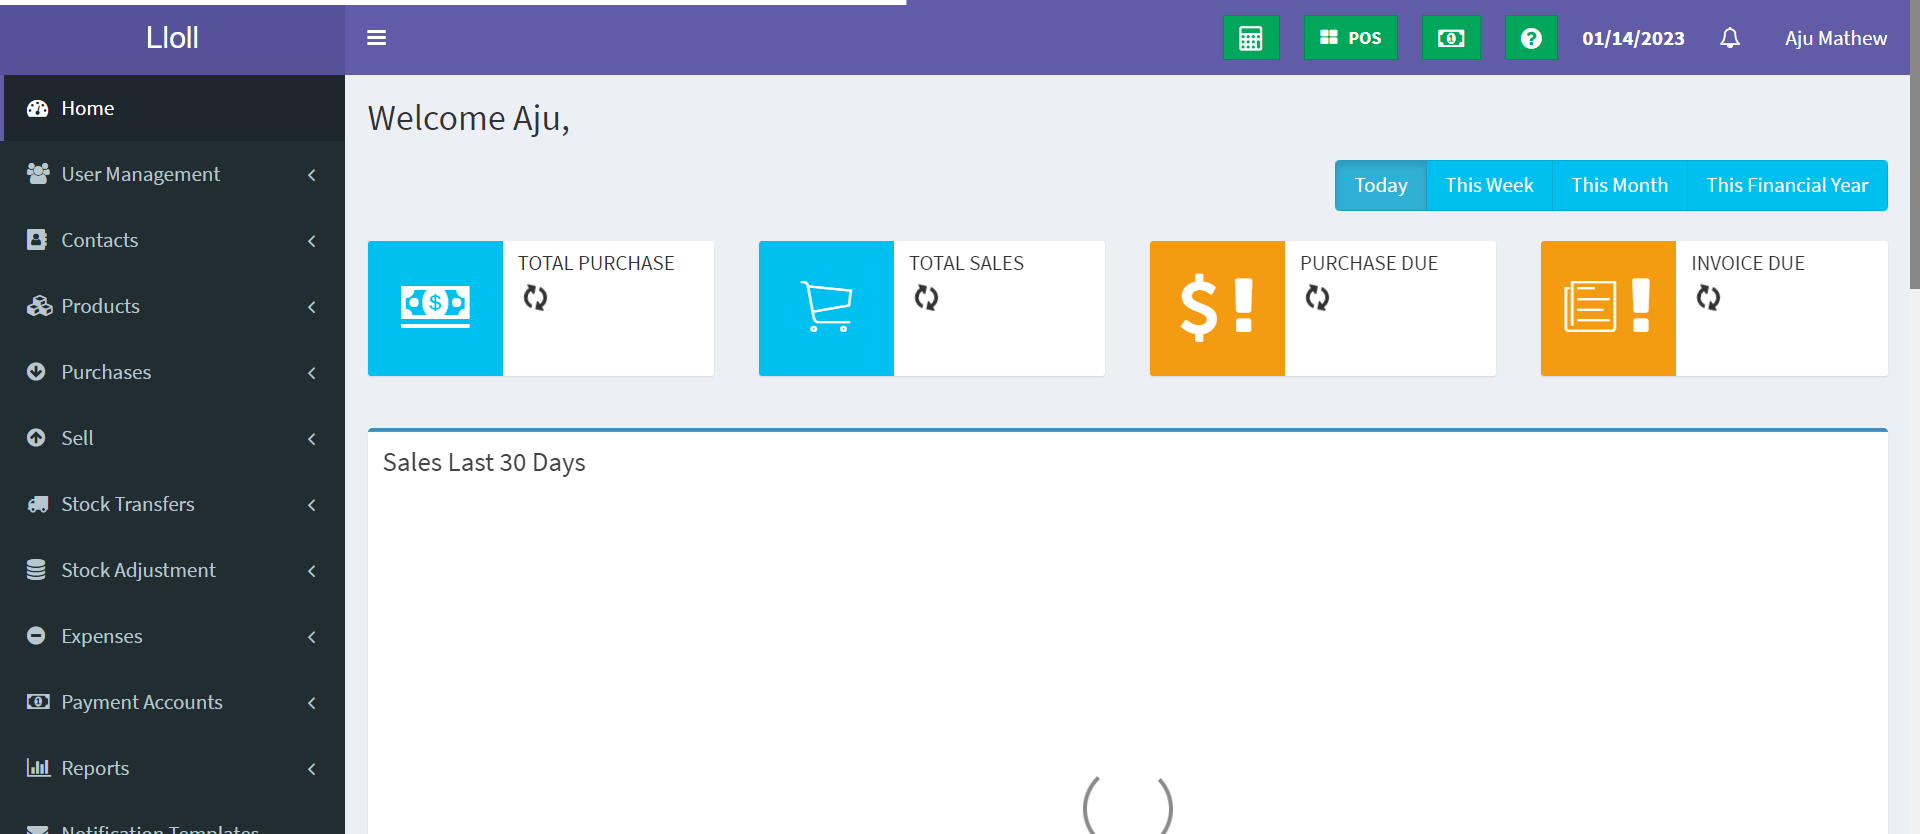 Lloll
POS
01/14/2023
Aju Mathew
Home
User Management
Contacts
Products
Purchases
Sell
Stock Transfers
Stock Adjustment
Expenses
Payment Accounts
Reports
Notification Templates
Welcome Aju,
Today
This Week
This Month
This Financial Year
TOTAL PURCHASE
TOTAL SALES
PURCHASE DUE
INVOICE DUE
Sales Last 30 Days